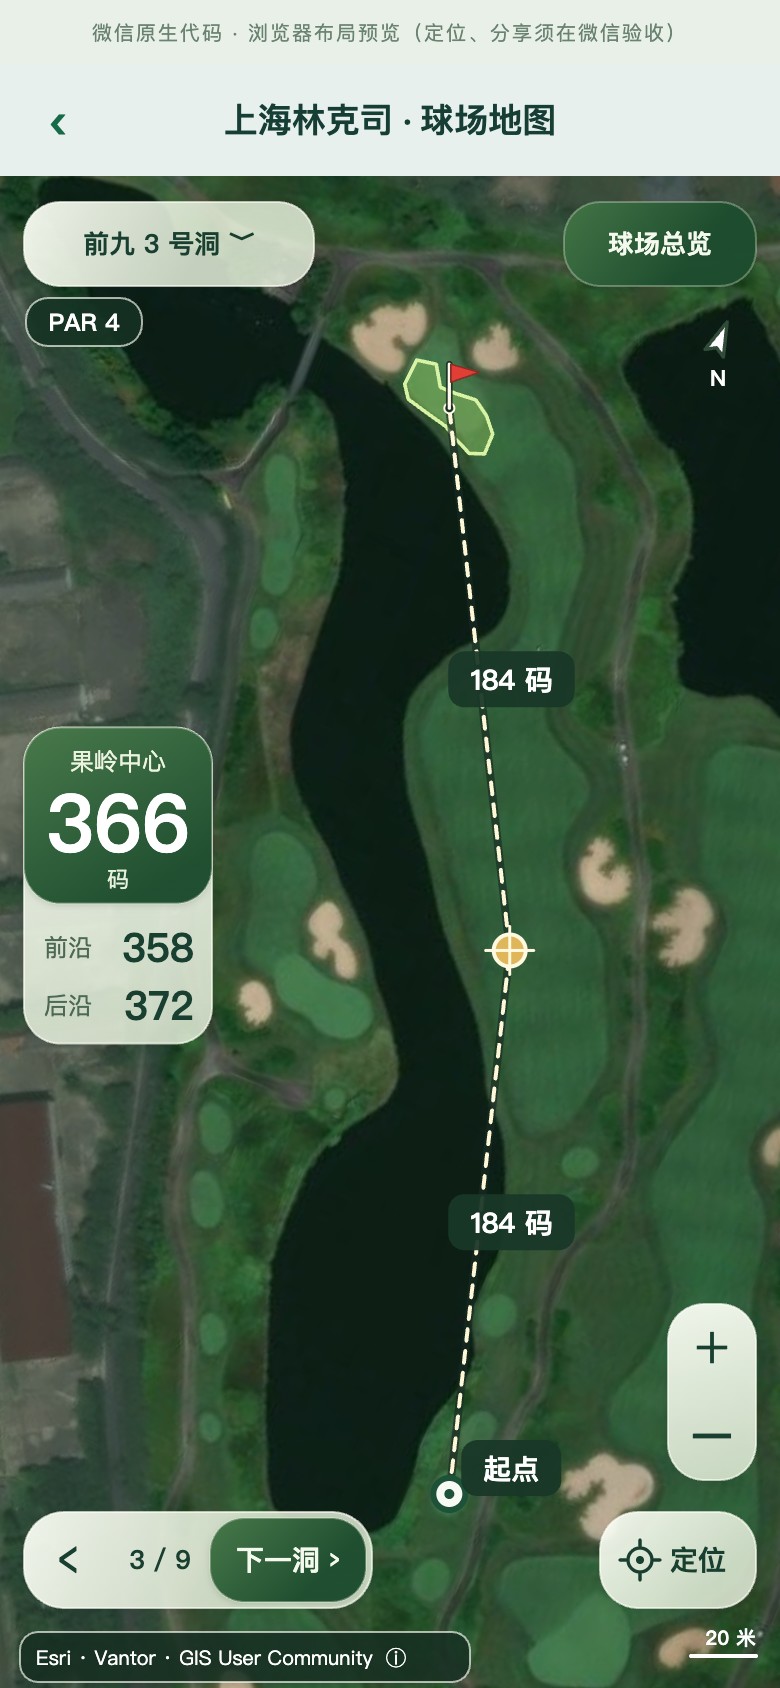 微信原生代码 · 浏览器布局预览（定位、分享须在微信验收）
‹ 上海林克司 · 球场地图
前九 3 号洞
球场总览
PAR 4
N
184 码
果岭中心
366
码
前沿 358
后沿 372
184 码
+
—
起点
< 3 / 9 下一洞 ›
定位
20 米
Esri · Vantor · GIS User Community ⓘ